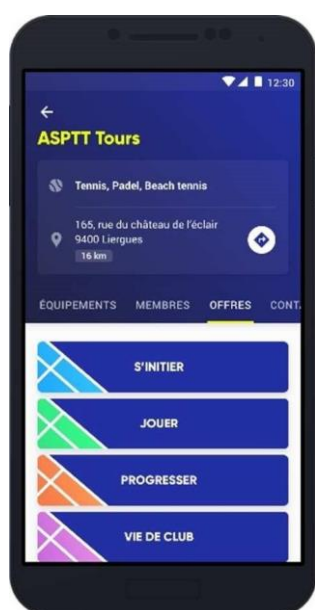 12:30
ASPTT Tours
Tennis, Padel, Beach tennis
165, rue du château de l'éclair
9400 Liergues
16 km
ÉQUIPEMENTS MEMBRES OFFRES CONT
S'INITIER
JOUER
PROGRESSER
VIE DE CLUB